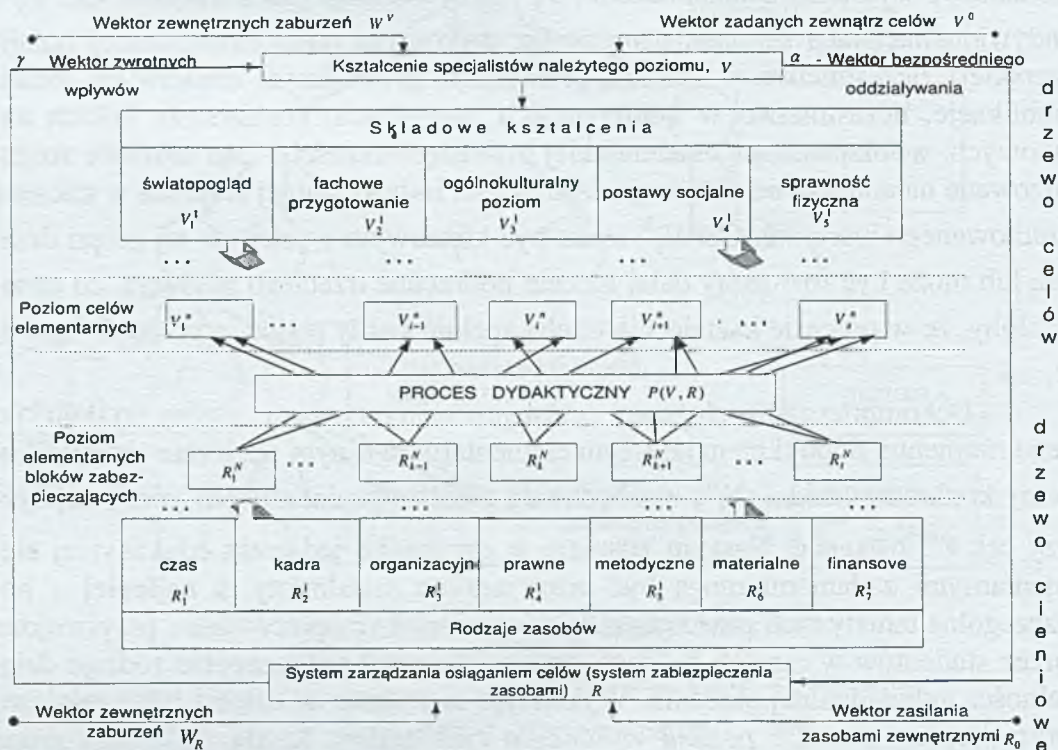 Wektor zewnętrznych zaburzeń W^V
Wektor zadanych zewnątrz celów V^0
γ Wektor zwrotnych wpływów
Kształcenie specjalistów należytego poziomu, V
α - Wektor bezpośredniego oddziaływania
Składowe kształcenia
światopogląd V_1^1
fachowe przygotowanie V_2^1
ogólnokulturalny poziom V_3^1
postawy socjalne V_4^1
sprawność fizyczna V_5^1
... ... ... ...
Poziom celów elementarnych
V_1^n ... V_{i-1}^n V_i^n V_{i+1}^n ... V_*^n
PROCES DYDAKTYCZNY P(V, R)
Poziom elementarnych bloków zabezpieczających
R_1^N ... R_{k-1}^N R_k^N R_{k+1}^N ... R_r^N
... ... ... ...
czas R_1^1
kadra R_2^1
organizacyjn R_3^1
prawne R_4^1
metodyczne R_5^1
materialne R_6^1
finansove R_7^1
Rodzaje zasobów
System zarządzania osiąganiem celów (system zabiezpieczenia
zasobami) R
Wektor zewnętrznych
zaburzeń W_R
Wektor zasilania
zasobami zewnętrznymi R_0
drzewo celów
drzewo cieniowe